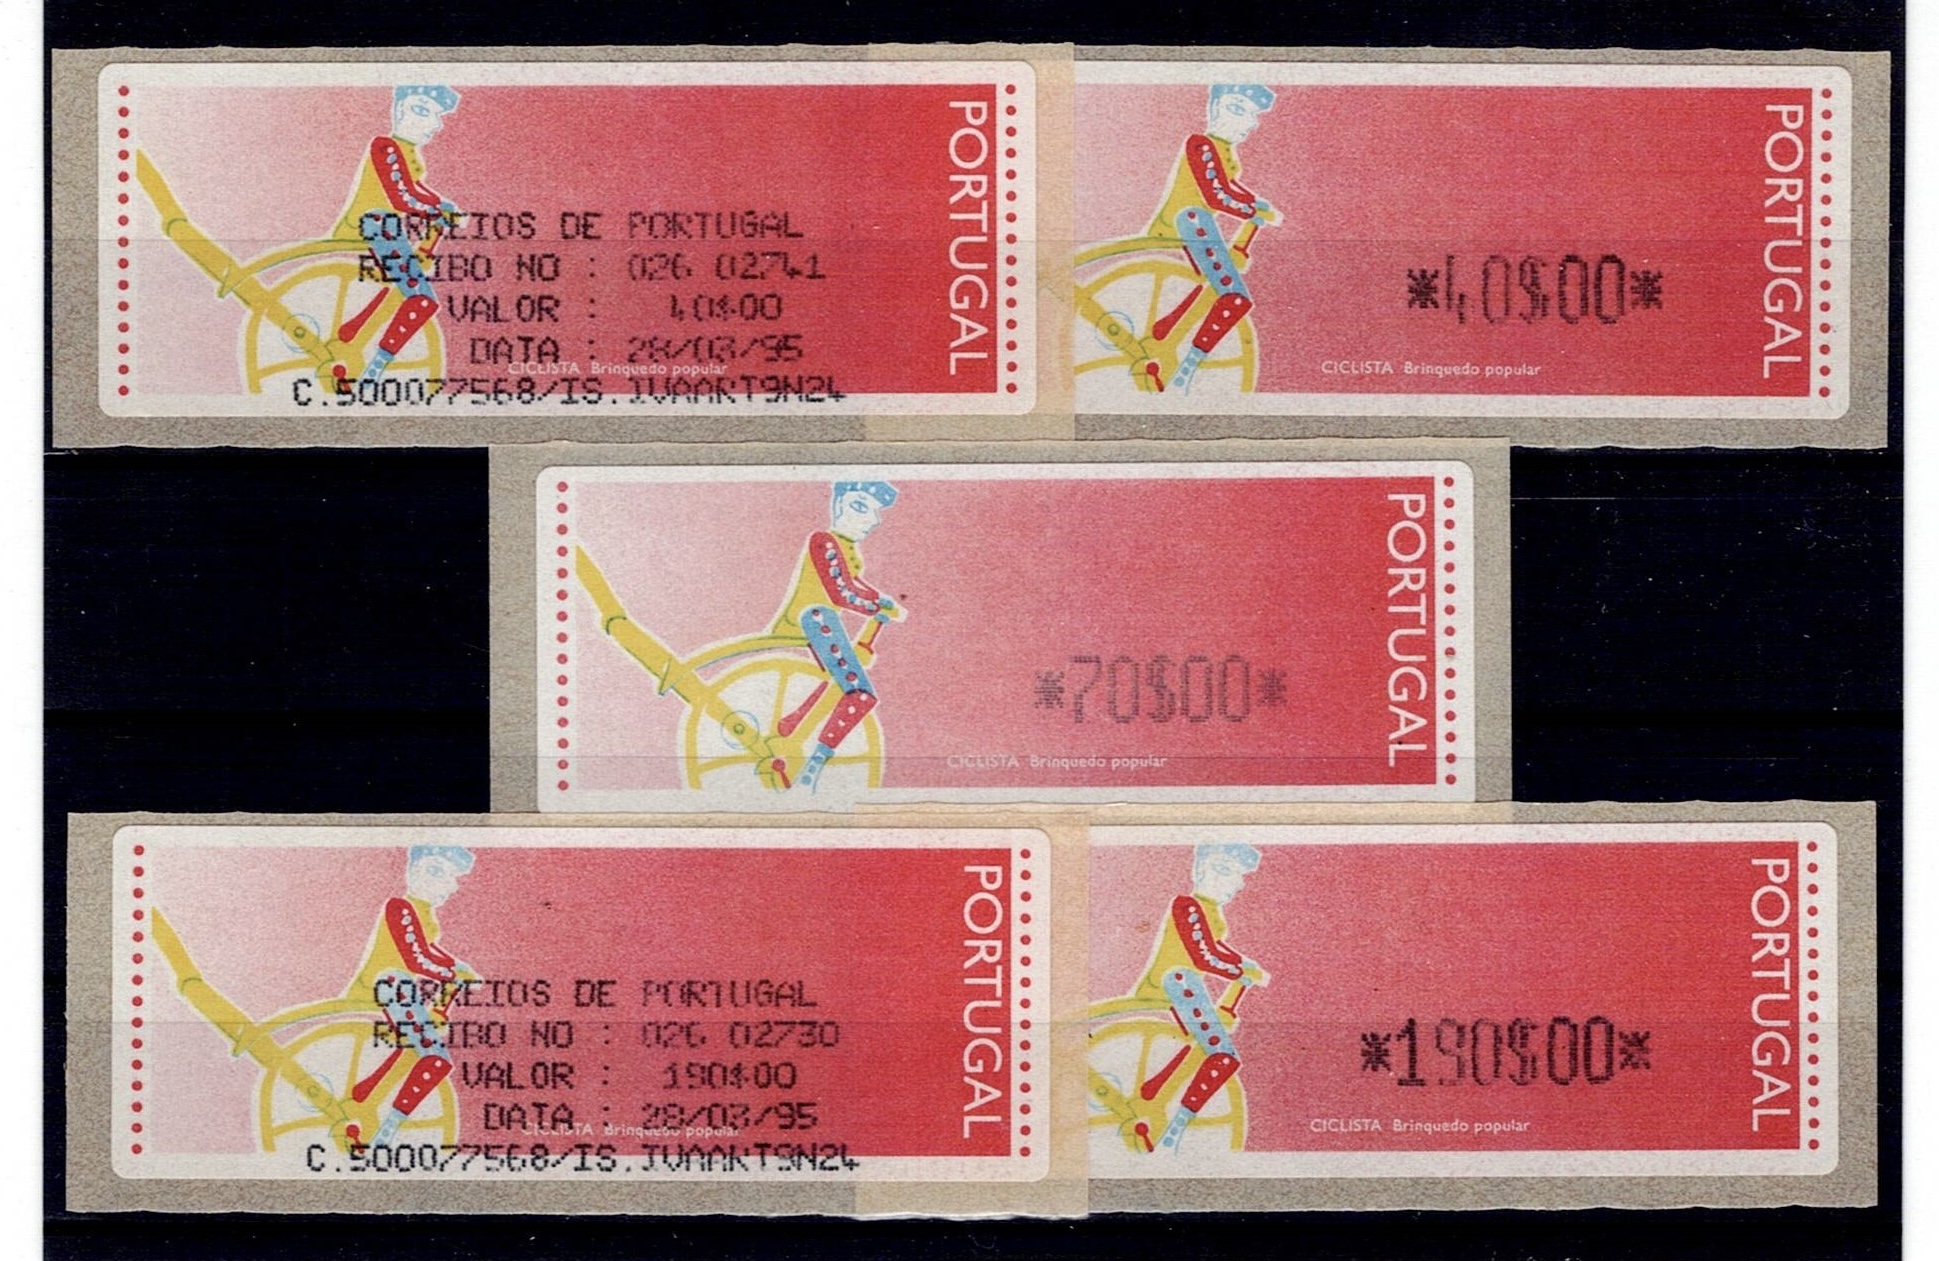 CORREIOS DE PORTUGAL
RECIBO NO : 026 02741
VALOR : 40$00
DATA : 28/03/95
CICLISTA Brinquedo popular
C.500077568/IS.IVAART9N24
PORTUGAL
*40$00*
CICLISTA Brinquedo popular
PORTUGAL
*70$00*
CICLISTA Brinquedo popular
PORTUGAL
CORREIOS DE PORTUGAL
RECIBO NO : 026 02730
VALOR : 190$00
DATA : 28/03/95
CICLISTA Brinquedo popular
C.500077568/IS.IVAART9N24
PORTUGAL
*190$00*
CICLISTA Brinquedo popular
PORTUGAL